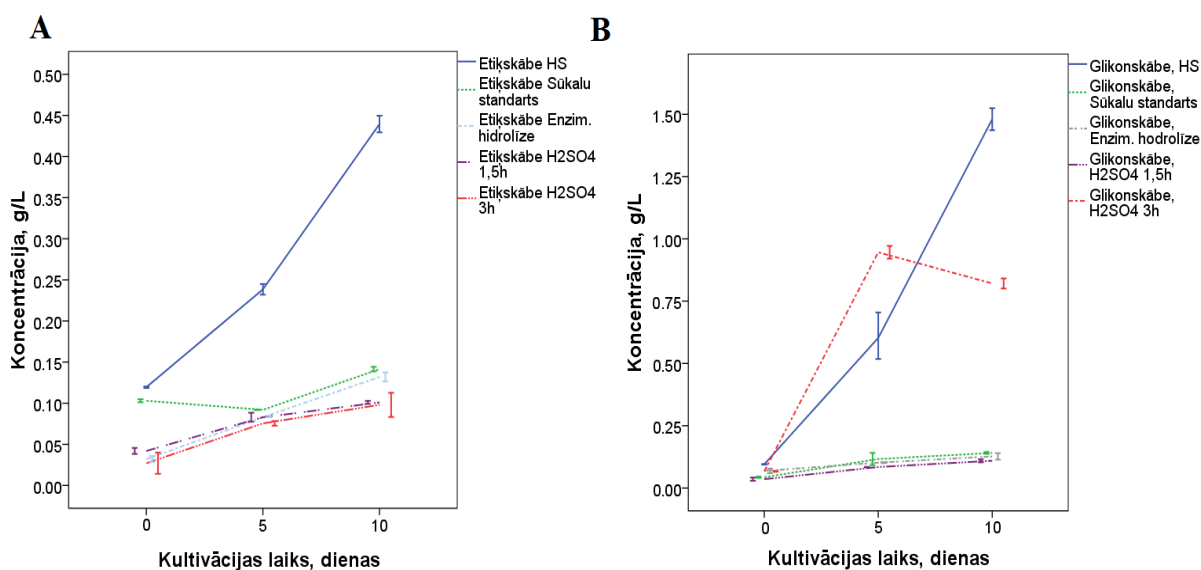 A
Koncentrācija, g/L
0.50
0.45
0.40
0.35
0.30
0.25
0.20
0.15
0.10
0.05
0.00
0
5
10
Kultivācijas laiks, dienas
Etiķskābe HS
Etiķskābe Sūkalu
standarts
Etiķskābe Enzim.
hidrolīze
Etiķskābe H2SO4
1,5h
Etiķskābe H2SO4
3h
B
Koncentrācija, g/L
1.50
1.25
1.00
0.75
0.50
0.25
0.00
0
5
10
Kultivācijas laiks, dienas
Glikonskābe, HS
Glikonskābe,
Sūkalu standarts
Glikonskābe,
Enzim. hodrolīze
Glikonskābe,
H2SO4 1,5h
Glikonskābe,
H2SO4 3h